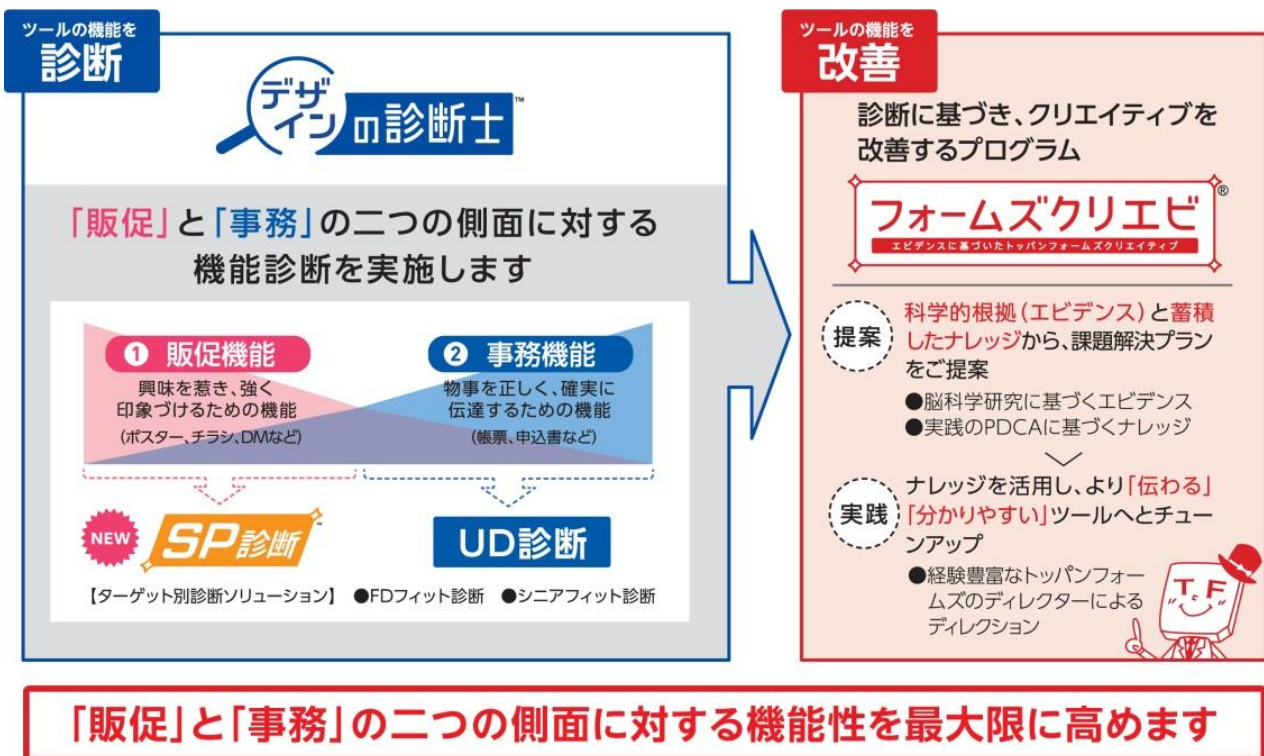 ツールの機能を
診断
デザインの診断士™
「販促」と「事務」の二つの側面に対する
機能診断を実施します
❶ 販促機能
興味を惹き、強く
印象づけるための機能
(ポスター、チラシ、DMなど)
❷ 事務機能
物事を正しく、確実に
伝達するための機能
(帳票、申込書など)
NEW
SP診断
UD診断
【ターゲット別診断ソリューション】 ●FDフィット診断 ●シニアフィット診断
ツールの機能を
改善
診断に基づき、クリエイティブを
改善するプログラム
フォームズクリエビ®
エビデンスに基づいたトッパンフォームズクリエイティブ
提案
科学的根拠(エビデンス)と蓄積
したナレッジから、課題解決プラン
をご提案
●脳科学研究に基づくエビデンス
●実践のPDCAに基づくナレッジ
実践
ナレッジを活用し、より「伝わる」
「分かりやすい」ツールへとチュー
ンアップ
●経験豊富なトッパンフォー
ムズのディレクターによる
ディレクション
T.F
「販促」と「事務」の二つの側面に対する機能性を最大限に高めます